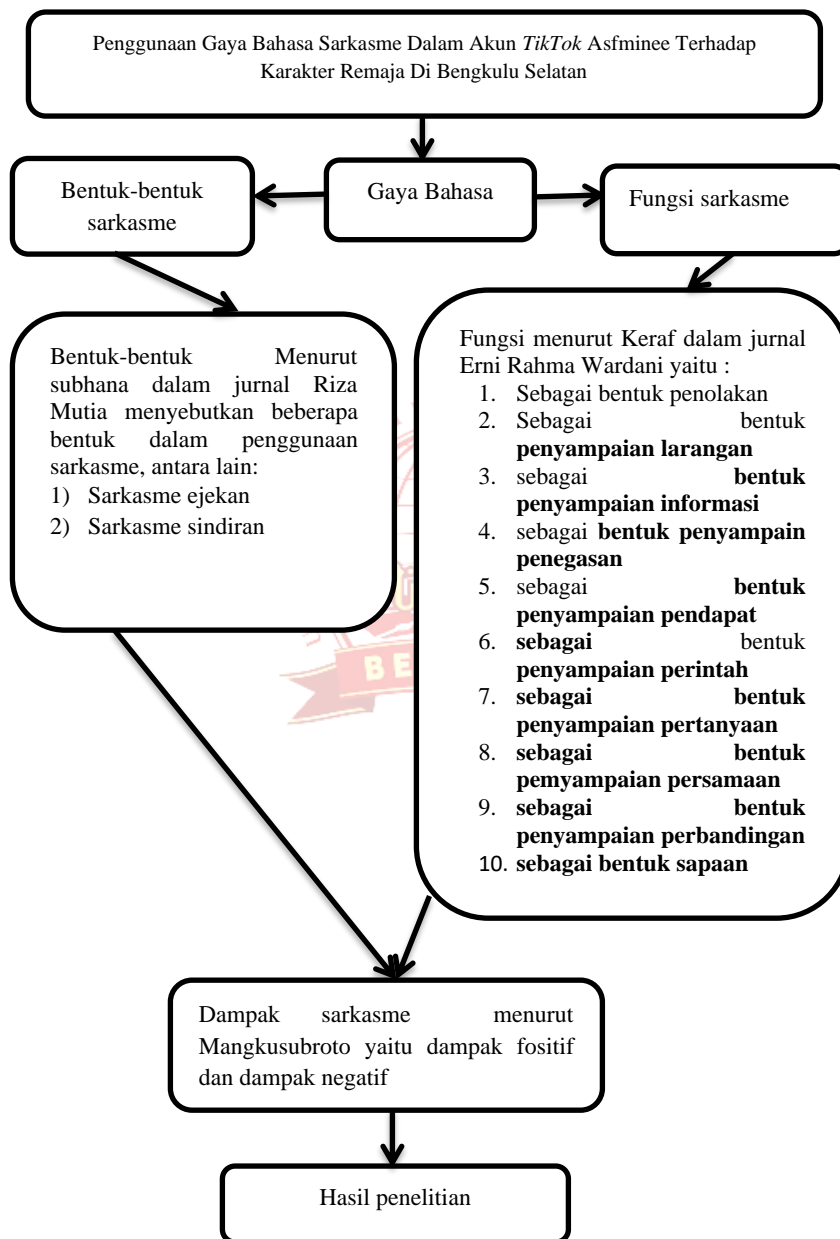 Penggunaan Gaya Bahasa Sarkasme Dalam Akun TikTok Asfminee Terhadap
Karakter Remaja Di Bengkulu Selatan
Bentuk-bentuk
sarkasme
Gaya Bahasa
Fungsi sarkasme
Bentuk-bentuk Menurut
subhana dalam jurnal Riza
Mutia menyebutkan beberapa
bentuk dalam penggunaan
sarkasme, antara lain:
1) Sarkasme ejekan
2) Sarkasme sindiran
Fungsi menurut Keraf dalam jurnal
Erni Rahma Wardani yaitu :
1. Sebagai bentuk penolakan
2. Sebagai bentuk
penyampaian larangan
3. sebagai bentuk
penyampaian informasi
4. sebagai bentuk penyampain
penegasan
5. sebagai bentuk
penyampaian pendapat
6. sebagai bentuk
penyampaian perintah
7. sebagai bentuk
penyampaian pertanyaan
8. sebagai bentuk
pemyampaian persamaan
9. sebagai bentuk
penyampaian perbandingan
10. sebagai bentuk sapaan
Dampak sarkasme menurut
Mangkusubroto yaitu dampak fositif
dan dampak negatif
Hasil penelitian